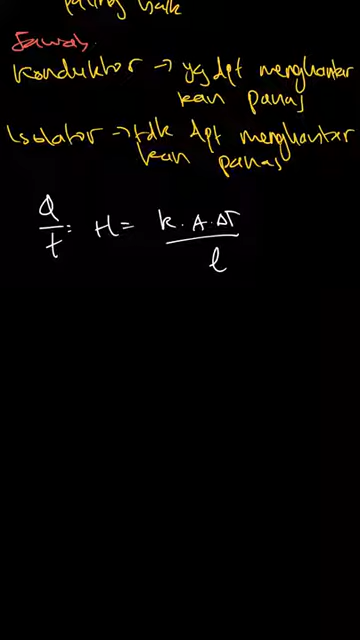 paling baik
Jawab:
Konduktor → yg dpt menghantar
kan panas
Isolator → tdk dpt menghantar
kan panas
Q/t = H = k . A . ΔT / l